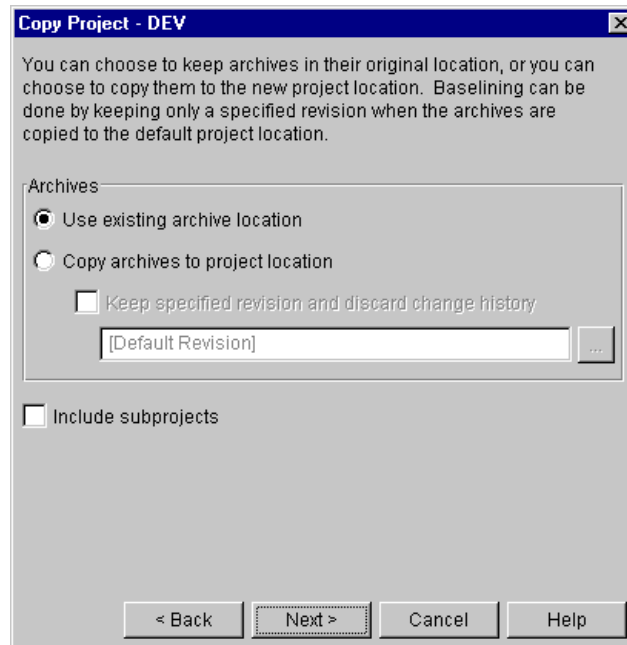 Copy Project - DEV
You can choose to keep archives in their original location, or you can
choose to copy them to the new project location.  Baselining can be
done by keeping only a specified revision when the archives are
copied to the default project location.
Archives
Use existing archive location
Copy archives to project location
Keep specified revision and discard change history
[Default Revision]
...
Include subprojects
< Back
Next >
Cancel
Help